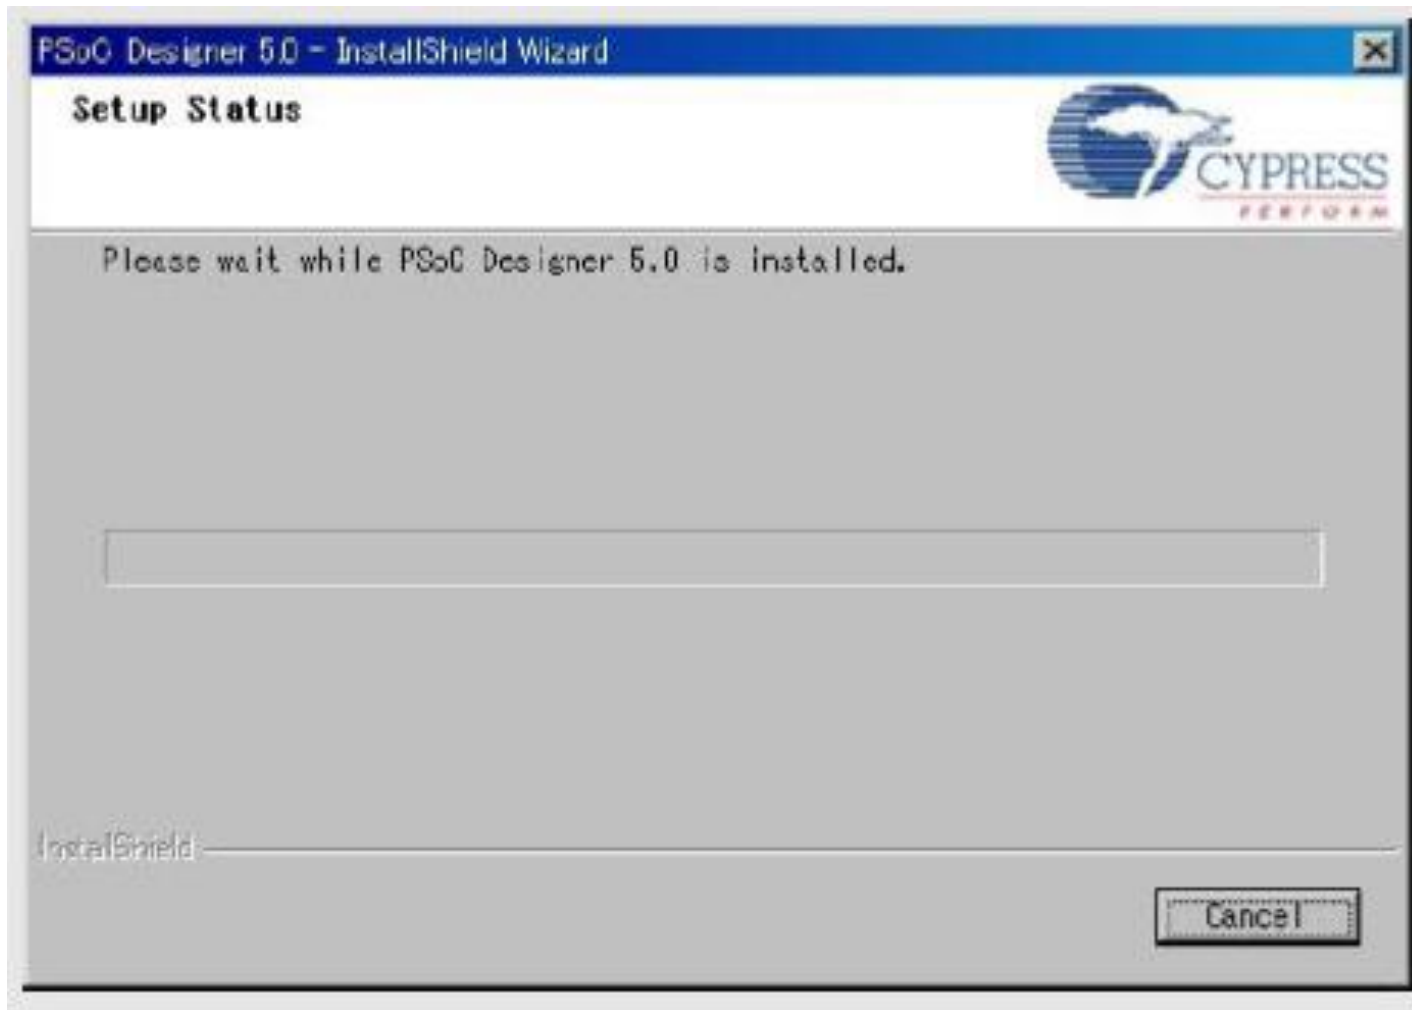 PSoC Designer 5.0 - InstallShield Wizard
Setup Status
CYPRESS
PERFORM
Please wait while PSoC Designer 5.0 is installed.
InstallShield
Cancel